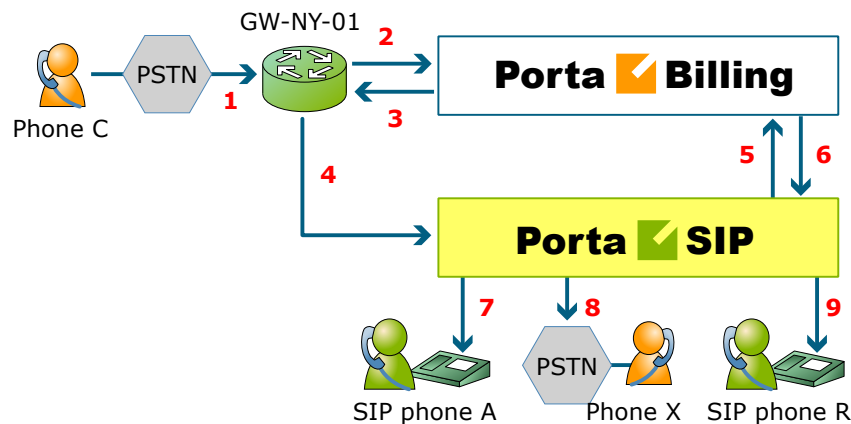 GW-NY-01
2
PSTN
Porta Billing
1
3
Phone C
5
6
4
Porta SIP
7
8
9
PSTN
SIP phone A
Phone X
SIP phone R